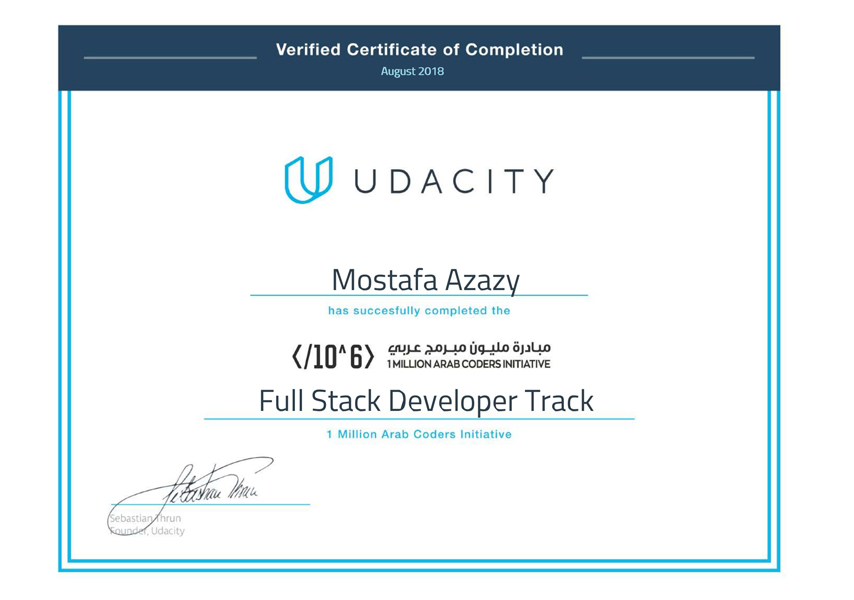 Verified Certificate of Completion
August 2018
UDACITY
Mostafa Azazy
has succesfully completed the
</10^6>
مبادرة مليون مبرمج عربي
1 MILLION ARAB CODERS INITIATIVE
Full Stack Developer Track
1 Million Arab Coders Initiative
Sebastian Thrun
Sebastian Thrun
Founder, Udacity